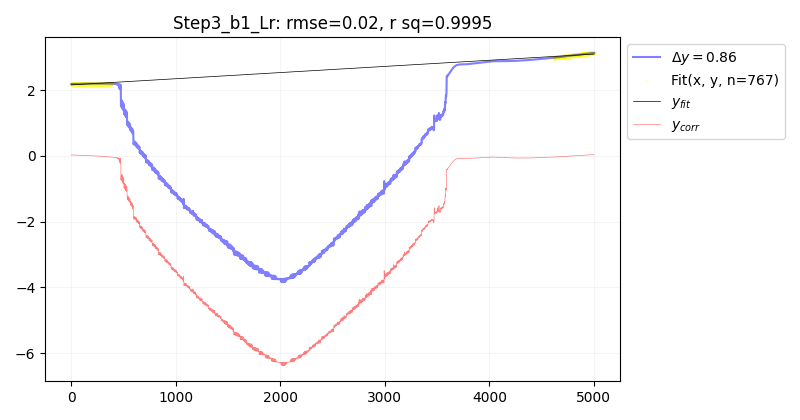 Step3_b1_Lr: rmse=0.02, r sq=0.9995
2
0
−2
−4
−6
0 1000 2000 3000 4000 5000
Δy = 0.86
Fit(x, y, n=767)
y_fit
y_corr